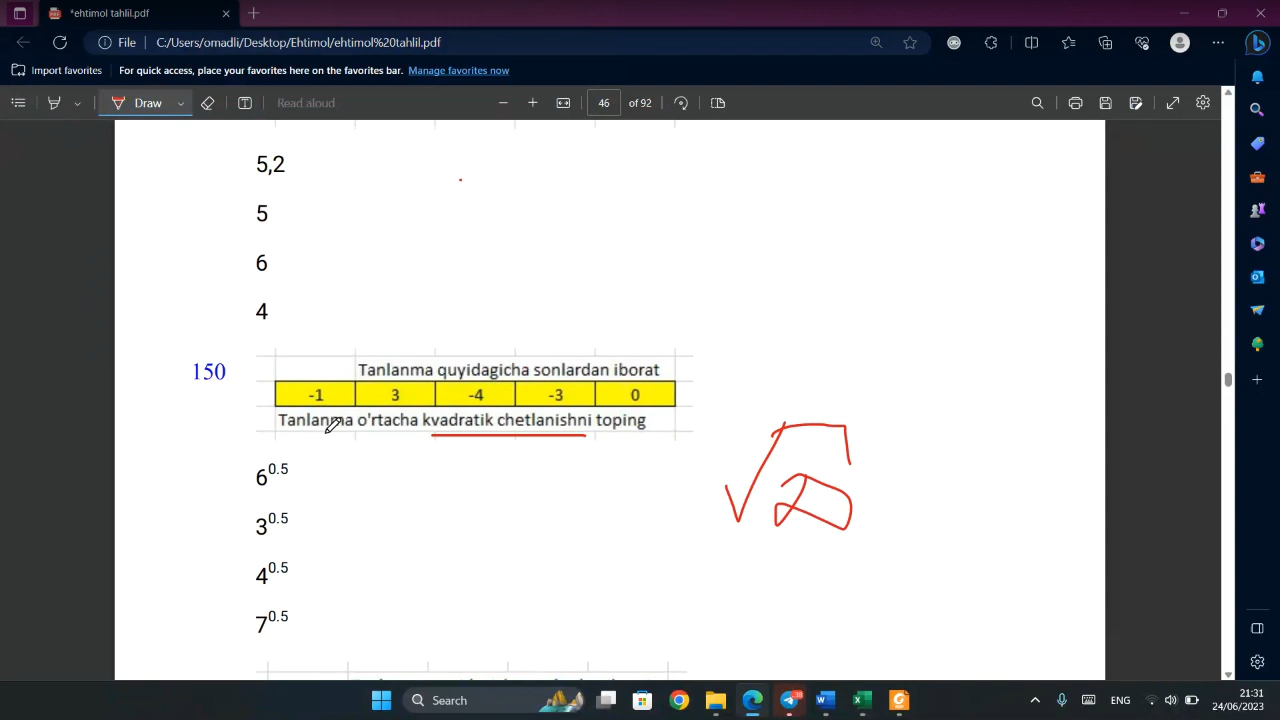 *ehtimol tahlil.pdf
File C:/Users/omadli/Desktop/Ehtimol/ehtimol%20tahlil.pdf
Import favorites For quick access, place your favorites here on the favorites bar. Manage favorites now
Draw Read aloud 46 of 92
5,2
5
6
4
150
Tanlanma quyidagicha sonlardan iborat
-1 3 -4 -3 0
Tanlanma o'rtacha kvadratik chetlanishni toping
6^0.5
3^0.5
4^0.5
7^0.5
Search
ENG
21:31
24/06/2023